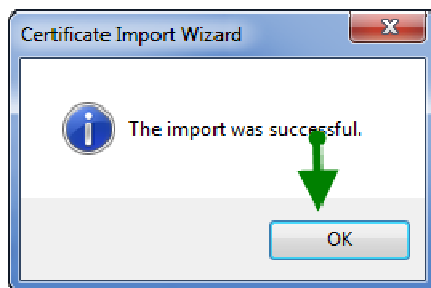 Certificate Import Wizard
The import was successful.
OK